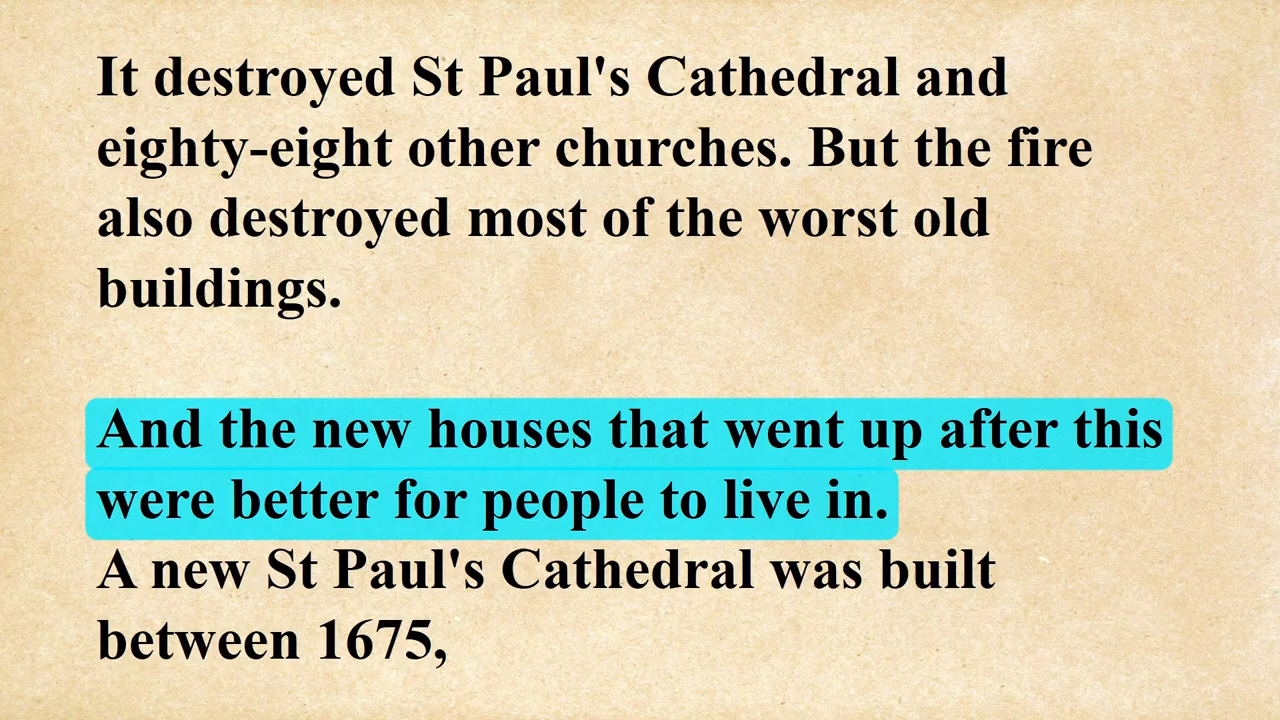 It destroyed St Paul's Cathedral and
eighty-eight other churches. But the fire
also destroyed most of the worst old
buildings.
And the new houses that went up after this
were better for people to live in.
A new St Paul's Cathedral was built
between 1675,